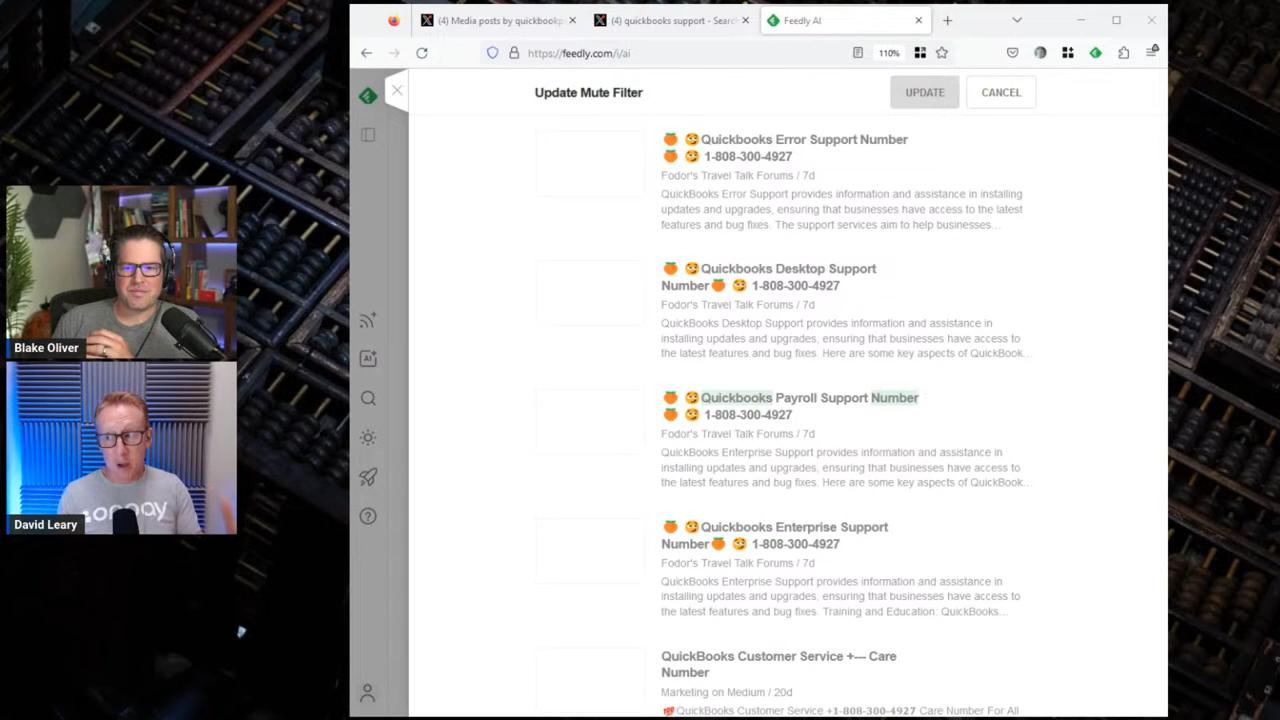 (4) Media posts by quickbookp
(4) quickbooks support - Search
Feedly AI
https://feedly.com/i/ai
110%
Update Mute Filter
UPDATE
CANCEL
Quickbooks Error Support Number
1-808-300-4927
Fodor's Travel Talk Forums / 7d
QuickBooks Error Support provides information and assistance in installing
updates and upgrades, ensuring that businesses have access to the latest
features and bug fixes. The support services aim to help businesses...
Quickbooks Desktop Support
Number 1-808-300-4927
Fodor's Travel Talk Forums / 7d
QuickBooks Desktop Support provides information and assistance in
installing updates and upgrades, ensuring that businesses have access to
the latest features and bug fixes. Here are some key aspects of QuickBook...
Quickbooks Payroll Support Number
1-808-300-4927
Fodor's Travel Talk Forums / 7d
QuickBooks Enterprise Support provides information and assistance in
installing updates and upgrades, ensuring that businesses have access to
the latest features and bug fixes. Here are some key aspects of QuickBook...
Quickbooks Enterprise Support
Number 1-808-300-4927
Fodor's Travel Talk Forums / 7d
QuickBooks Enterprise Support provides information and assistance in
installing updates and upgrades, ensuring that businesses have access to
the latest features and bug fixes. Training and Education: QuickBooks...
QuickBooks Customer Service +--- Care
Number
Marketing on Medium / 20d
QuickBooks Customer Service +1-808-300-4927 Care Number For All
AI
Blake Oliver
onpay
David Leary